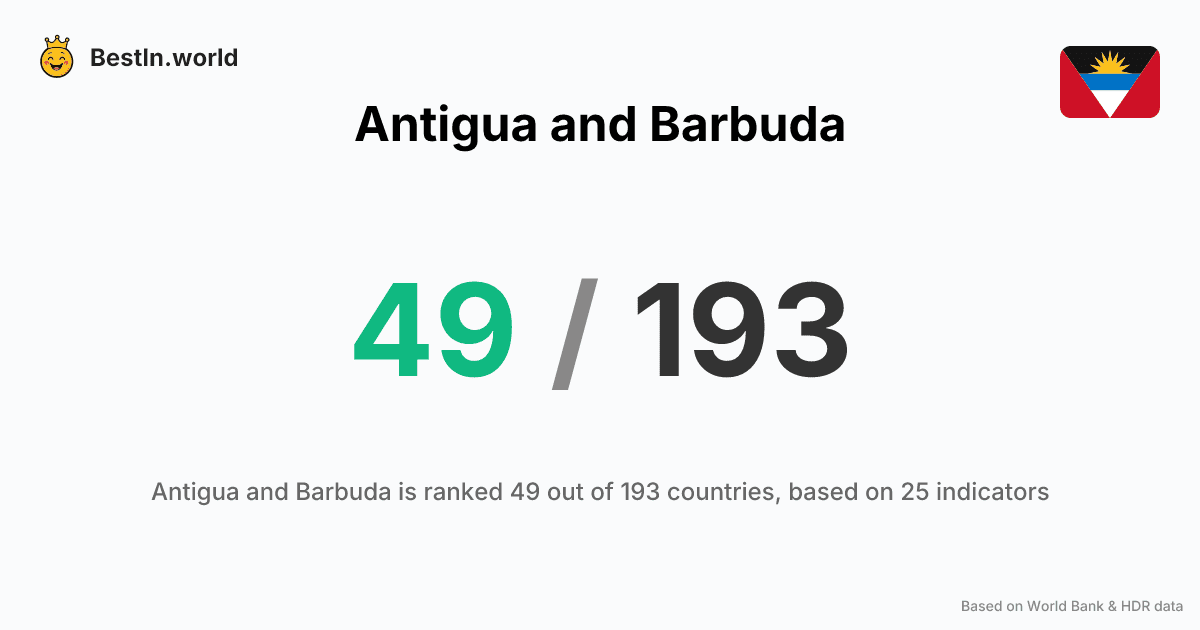 BestIn.world
Antigua and Barbuda
49 / 193
Antigua and Barbuda is ranked 49 out of 193 countries, based on 25 indicators
Based on World Bank & HDR data